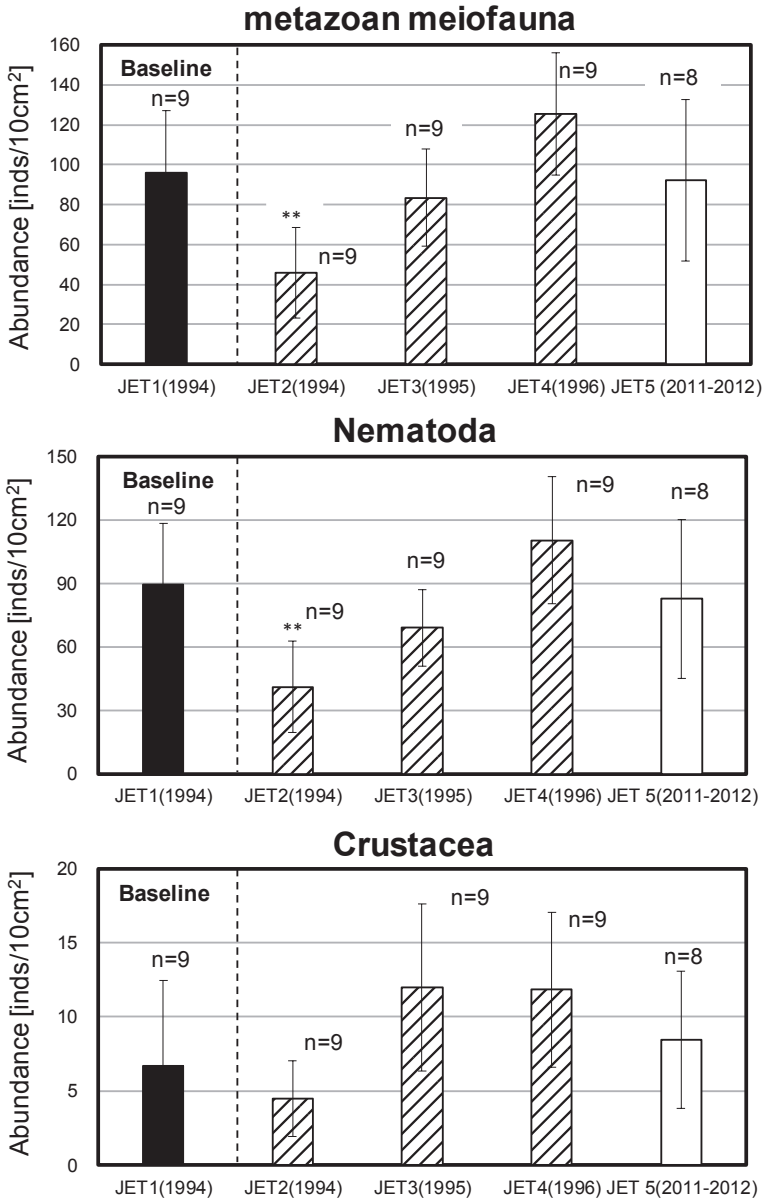 metazoan meiofauna
Abundance [inds/10cm²]
160
140
120
100
80
60
40
20
0
Baseline
n=9
**
n=9
n=9
n=9
n=8
JET1(1994) JET2(1994) JET3(1995) JET4(1996) JET5 (2011-2012)
Nematoda
Abundance [inds/10cm²]
150
120
90
60
30
0
Baseline
n=9
**
n=9
n=9
n=9
n=8
JET1(1994) JET2(1994) JET3(1995) JET4(1996) JET 5(2011-2012)
Crustacea
Abundance [inds/10cm²]
20
15
10
5
0
Baseline
n=9
n=9
n=9
n=9
n=8
JET1(1994) JET2(1994) JET3(1995) JET4(1996) JET 5(2011-2012)